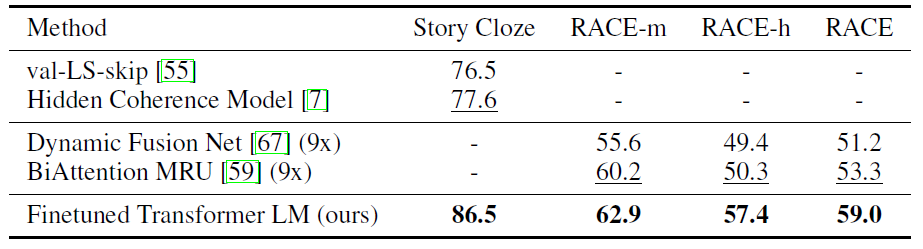 Method Story Cloze RACE-m RACE-h RACE
val-LS-skip [55] 76.5 - - -
Hidden Coherence Model [7] 77.6 - - -
Dynamic Fusion Net [67] (9x) - 55.6 49.4 51.2
BiAttention MRU [59] (9x) - 60.2 50.3 53.3
Finetuned Transformer LM (ours) 86.5 62.9 57.4 59.0